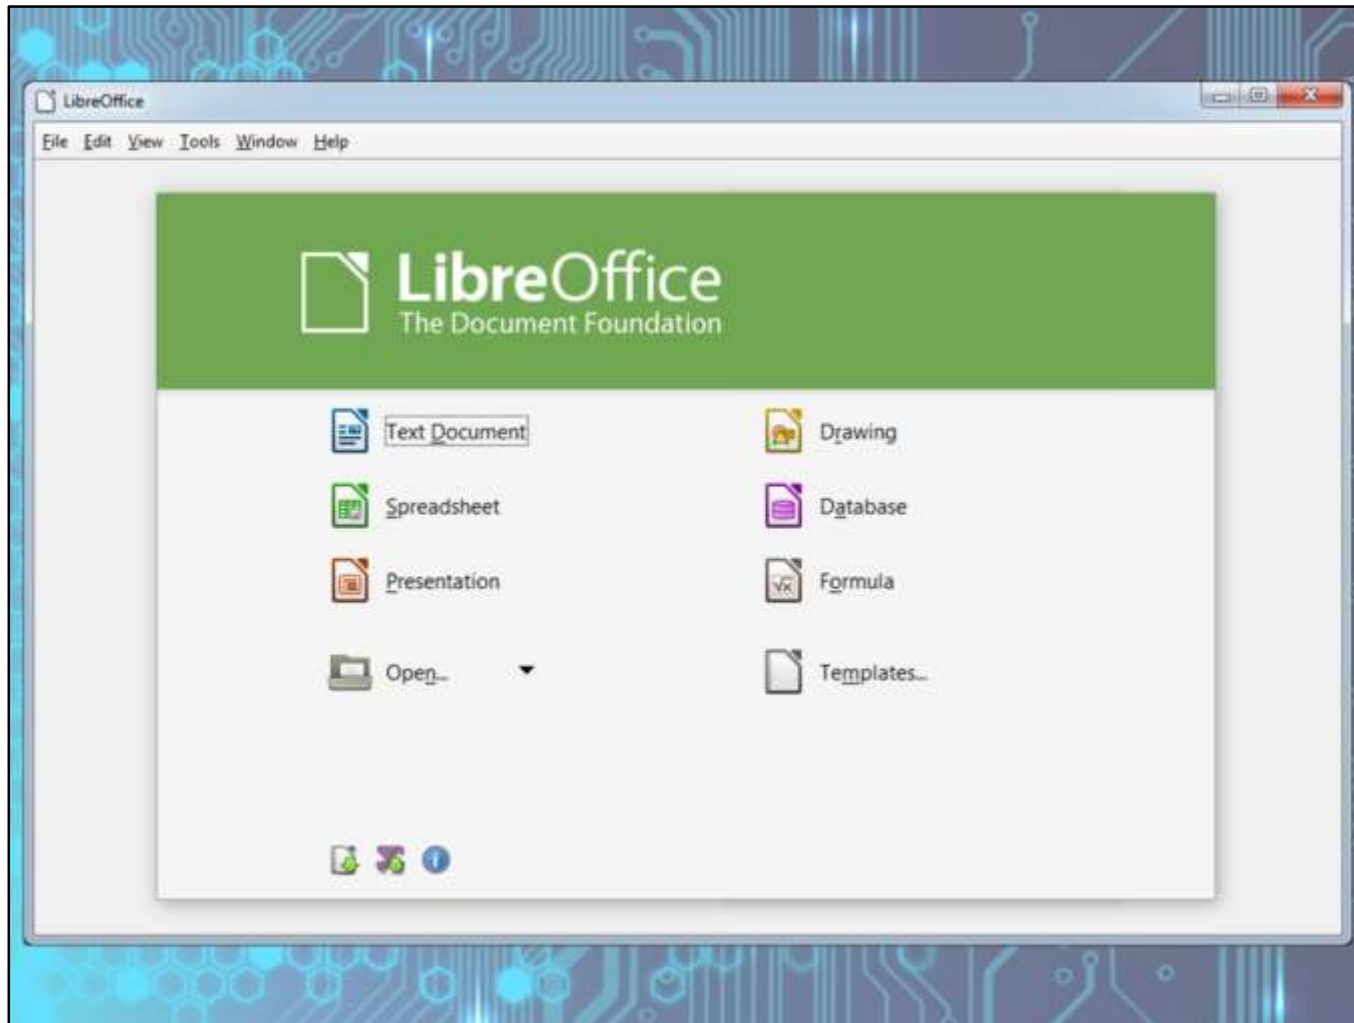 LibreOffice
File Edit View Tools Window Help
LibreOffice
The Document Foundation
Text Document
Drawing
Spreadsheet
Database
Presentation
Formula
Open...
Templates...